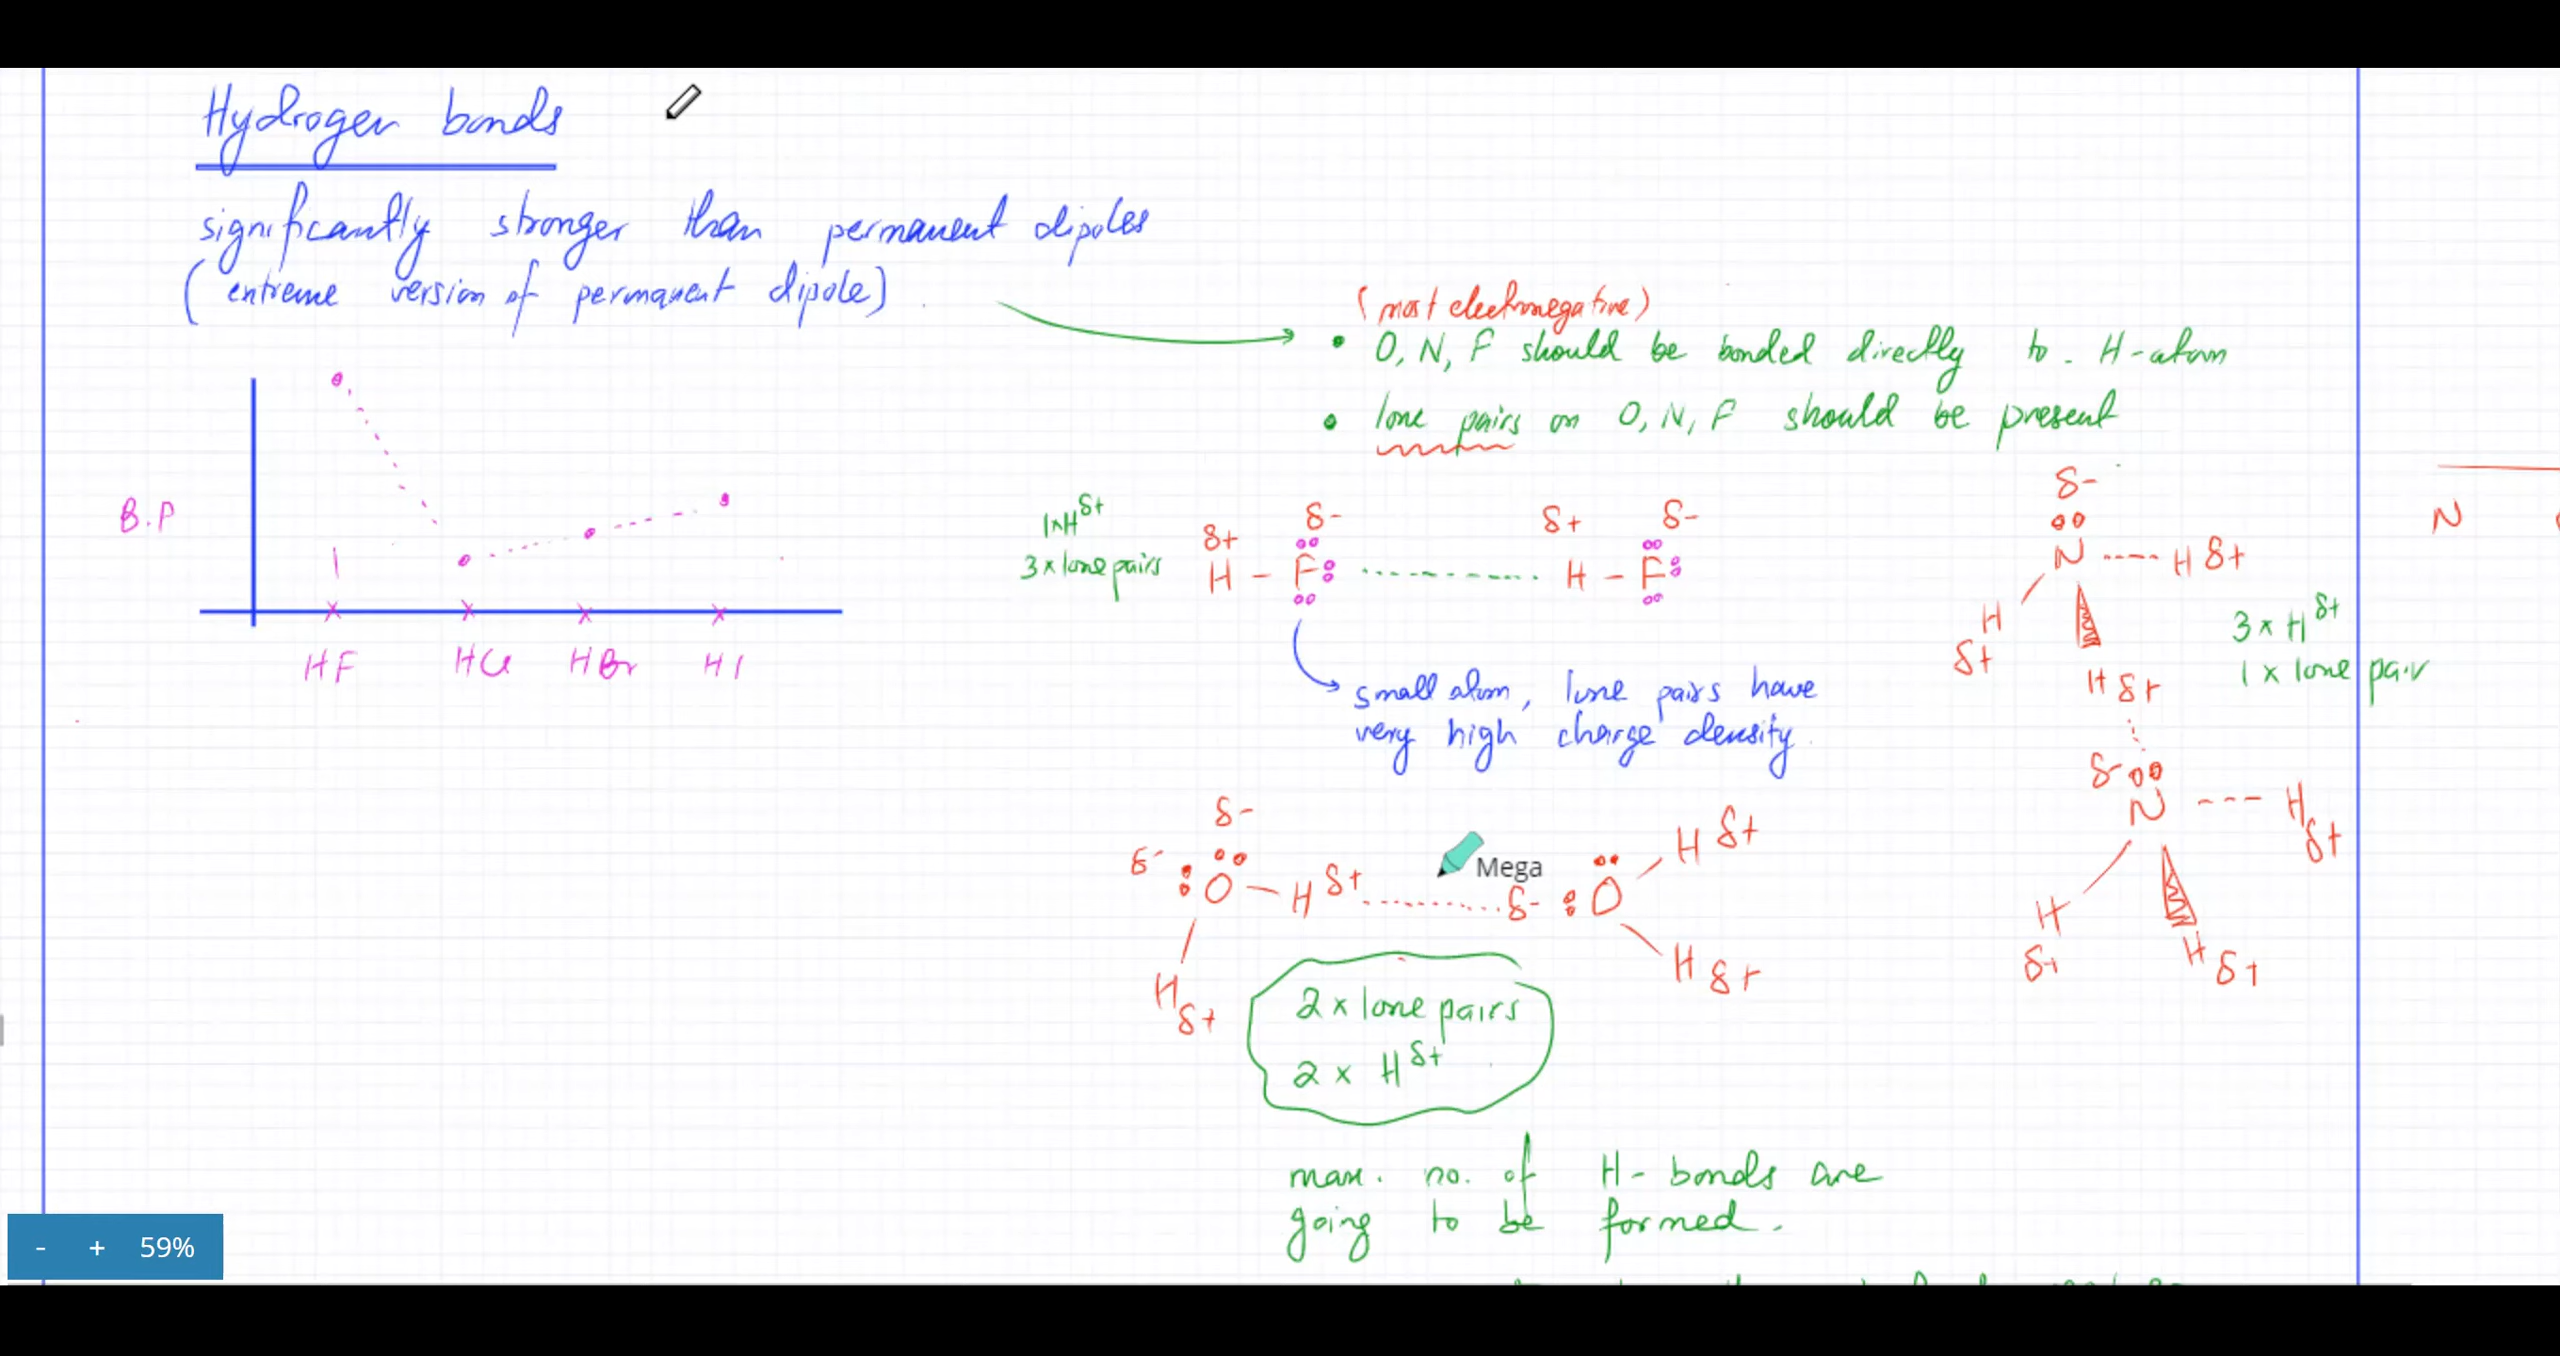 Hydrogen bonds
significantly stronger than permanent dipoles
(extreme version of permanent dipole)
(most electronegative)
• O, N, F should be bonded directly to. H-atom
• lone pairs on O, N, F should be present
B.P
HF HCl HBr HI
1×H δ+
3 × lone pairs
δ+ δ- δ+ δ-
H - F H - F
small atom, lone pairs have
very high charge density.
δ-
N H δ+
H
δ+
H δ+
3 × H δ+
1 × lone pair
δ-
N H
δ+
H
δ+
H δ+
N
δ-
δ- O - H δ+ δ- O H δ+
H
δ+
H δ+
Mega
2 × lone pairs
2 × H δ+
max. no. of H-bonds are
going to be formed.
- + 59%